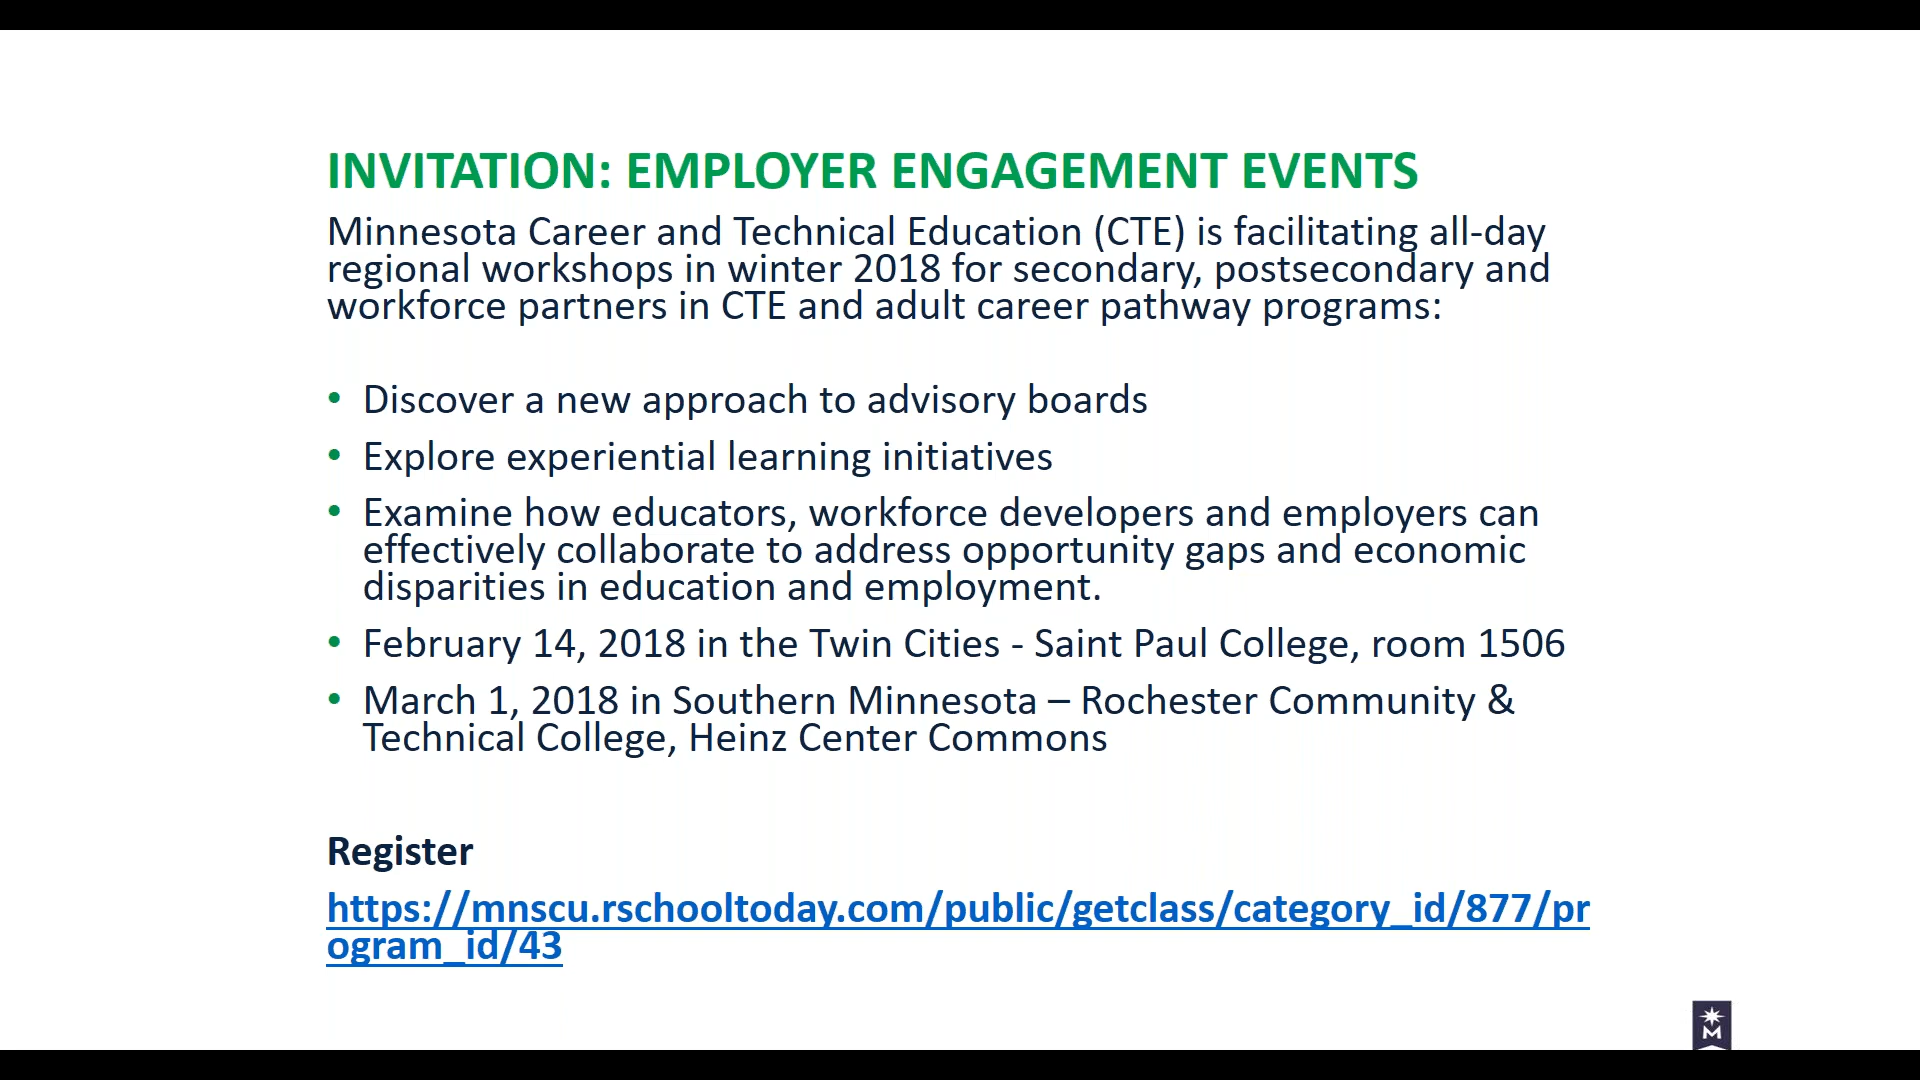 INVITATION: EMPLOYER ENGAGEMENT EVENTS
Minnesota Career and Technical Education (CTE) is facilitating all-day
regional workshops in winter 2018 for secondary, postsecondary and
workforce partners in CTE and adult career pathway programs:
• Discover a new approach to advisory boards
• Explore experiential learning initiatives
• Examine how educators, workforce developers and employers can
effectively collaborate to address opportunity gaps and economic
disparities in education and employment.
• February 14, 2018 in the Twin Cities - Saint Paul College, room 1506
• March 1, 2018 in Southern Minnesota – Rochester Community &
Technical College, Heinz Center Commons
Register
https://mnscu.rschooltoday.com/public/getclass/category_id/877/pr
ogram_id/43
M